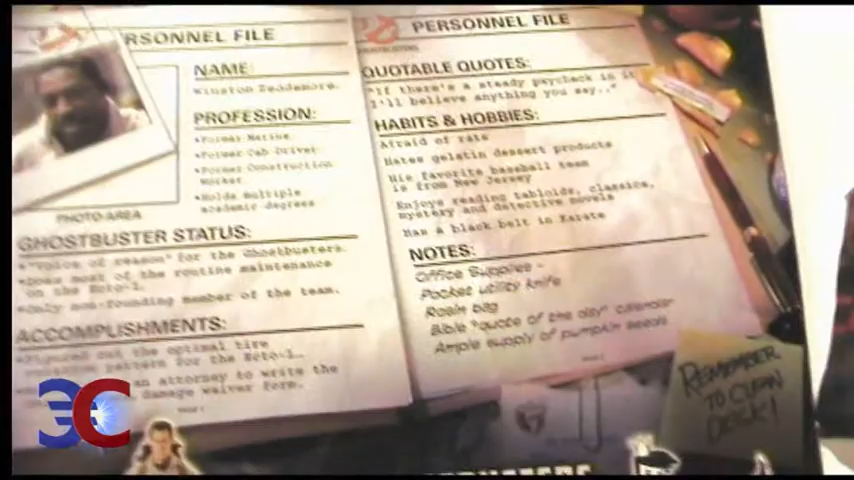 RSONNEL FILE
NAME:
Winston Zeddemore.
PROFESSION:
•Former Marine
•Former Cab Driver
•Former Construction
Worker
•Holds multiple
academic degrees
PHOTO AREA
GHOSTBUSTER STATUS:
•"Voice of reason" for the Ghostbusters.
•Does most of the routine maintenance
on the Ecto-1.
•Only non-founding member of the team.
ACCOMPLISHMENTS:
•Figured out the optimal tire
pattern for the Ecto-1.
an attorney to write the
damage waiver form.
PERSONNEL FILE
GHOSTBUSTERS
QUOTABLE QUOTES:
"If there's a steady paycheck in it
I'll believe anything you say.."
HABITS & HOBBIES:
Afraid of rats
Hates gelatin dessert products
His favorite baseball team
is from New Jersey
Enjoys reading tabloids, classics,
mystery and detective novels
Has a black belt in Karate
NOTES:
Office Supplies -
Pocket utility knife
Rosin bag
Bible "quote of the day" calendar
Ample supply of pumpkin seeds
REMEMBER
TO CLEAN
DESK!
3C